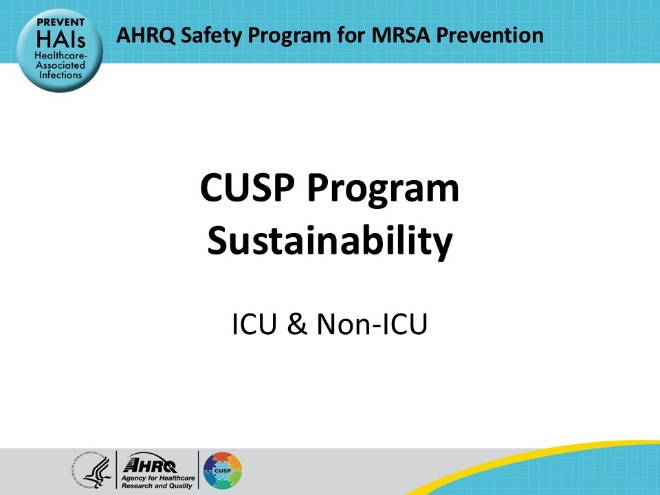 PREVENT
HAIs
Healthcare-
Associated
Infections
AHRQ Safety Program for MRSA Prevention
CUSP Program
Sustainability
ICU & Non-ICU
AHRQ
Agency for Healthcare
Research and Quality
CUSP